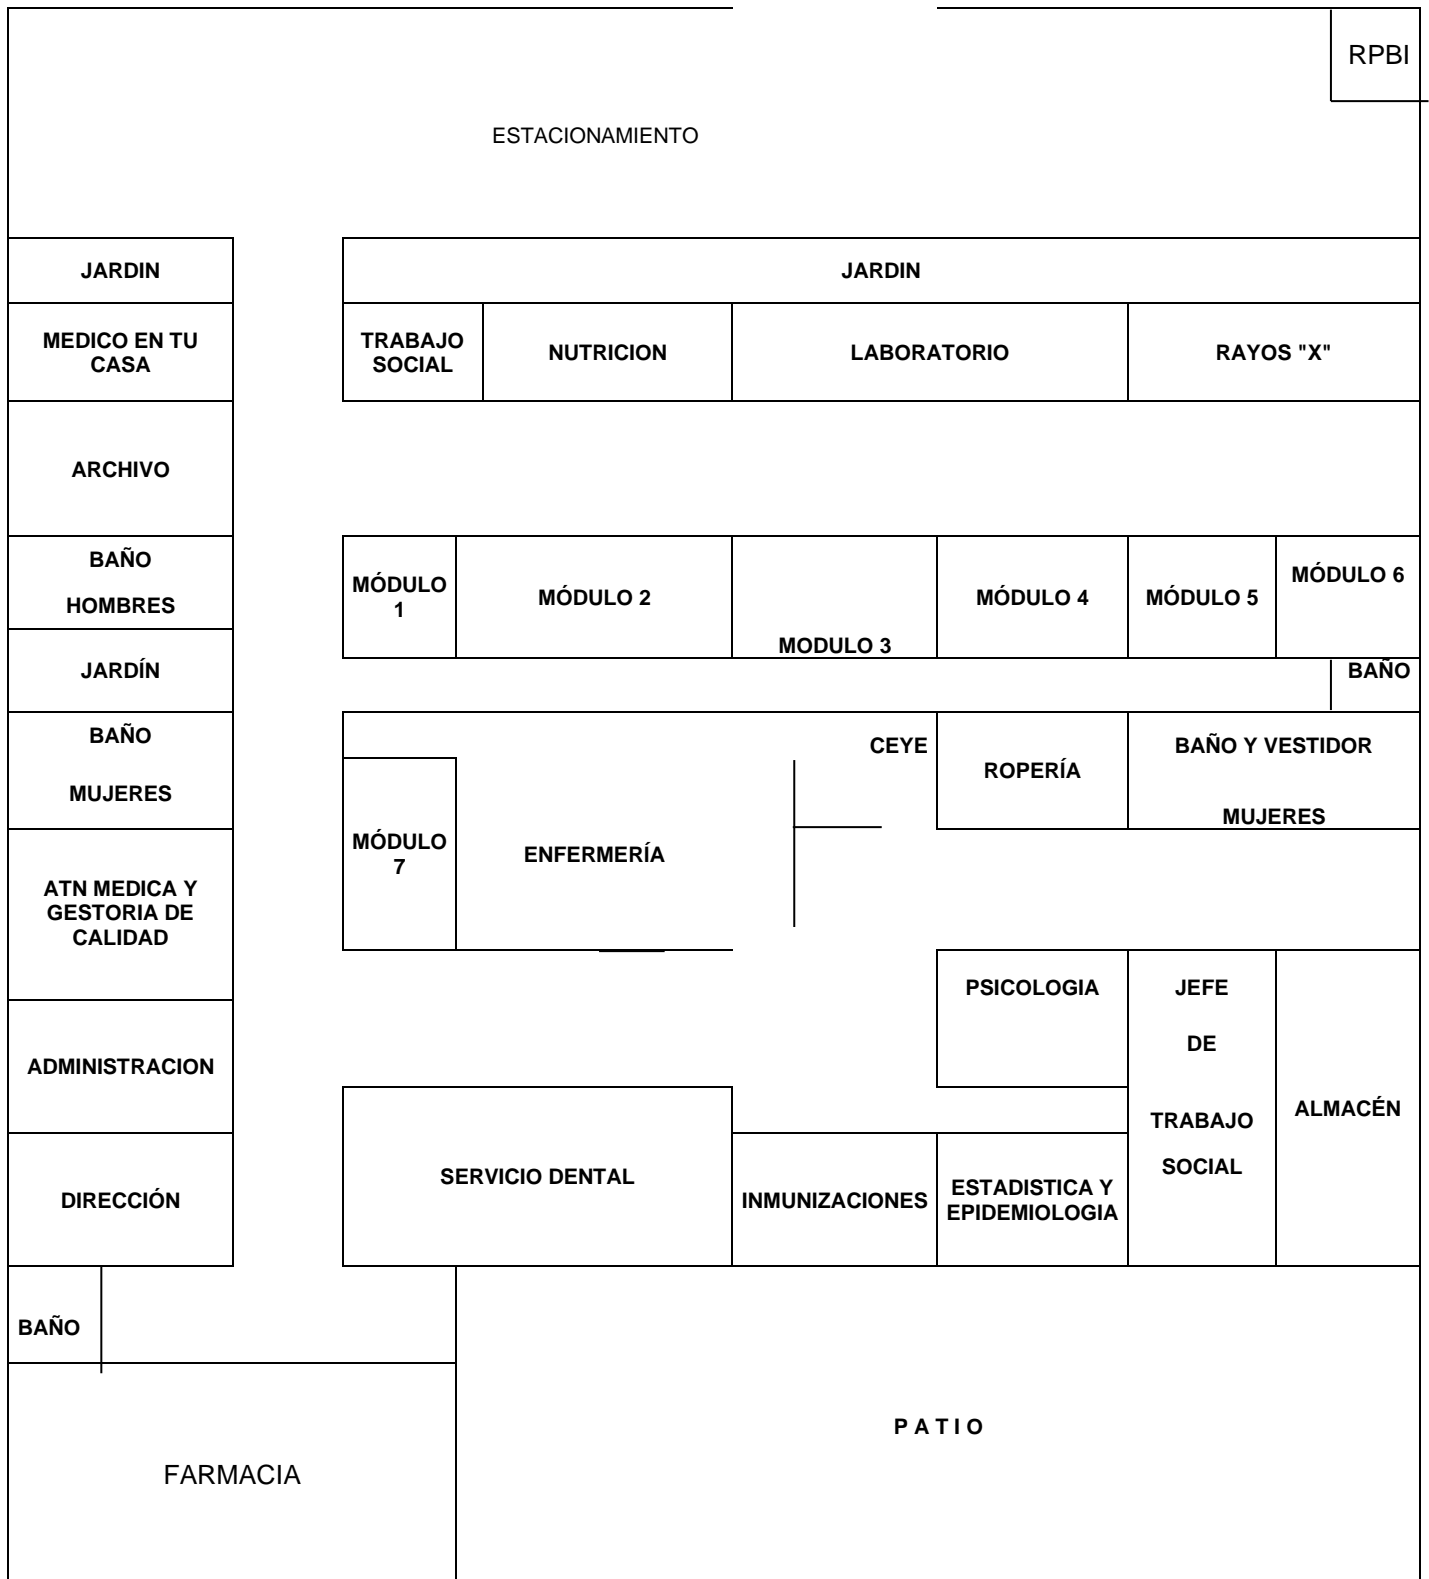 RPBI
ESTACIONAMIENTO
JARDIN
JARDIN
MEDICO EN TU
CASA
TRABAJO
SOCIAL
NUTRICION
LABORATORIO
RAYOS "X"
ARCHIVO
BAÑO
HOMBRES
MÓDULO
1
MÓDULO 2
MODULO 3
MÓDULO 4
MÓDULO 5
MÓDULO 6
JARDÍN
BAÑO
BAÑO
MUJERES
CEYE
ROPERÍA
BAÑO Y VESTIDOR
MUJERES
MÓDULO
7
ENFERMERÍA
ATN MEDICA Y
GESTORIA DE
CALIDAD
PSICOLOGIA
JEFE
DE
TRABAJO
SOCIAL
ALMACÉN
ADMINISTRACION
DIRECCIÓN
SERVICIO DENTAL
INMUNIZACIONES
ESTADISTICA Y
EPIDEMIOLOGIA
BAÑO
P A T I O
FARMACIA